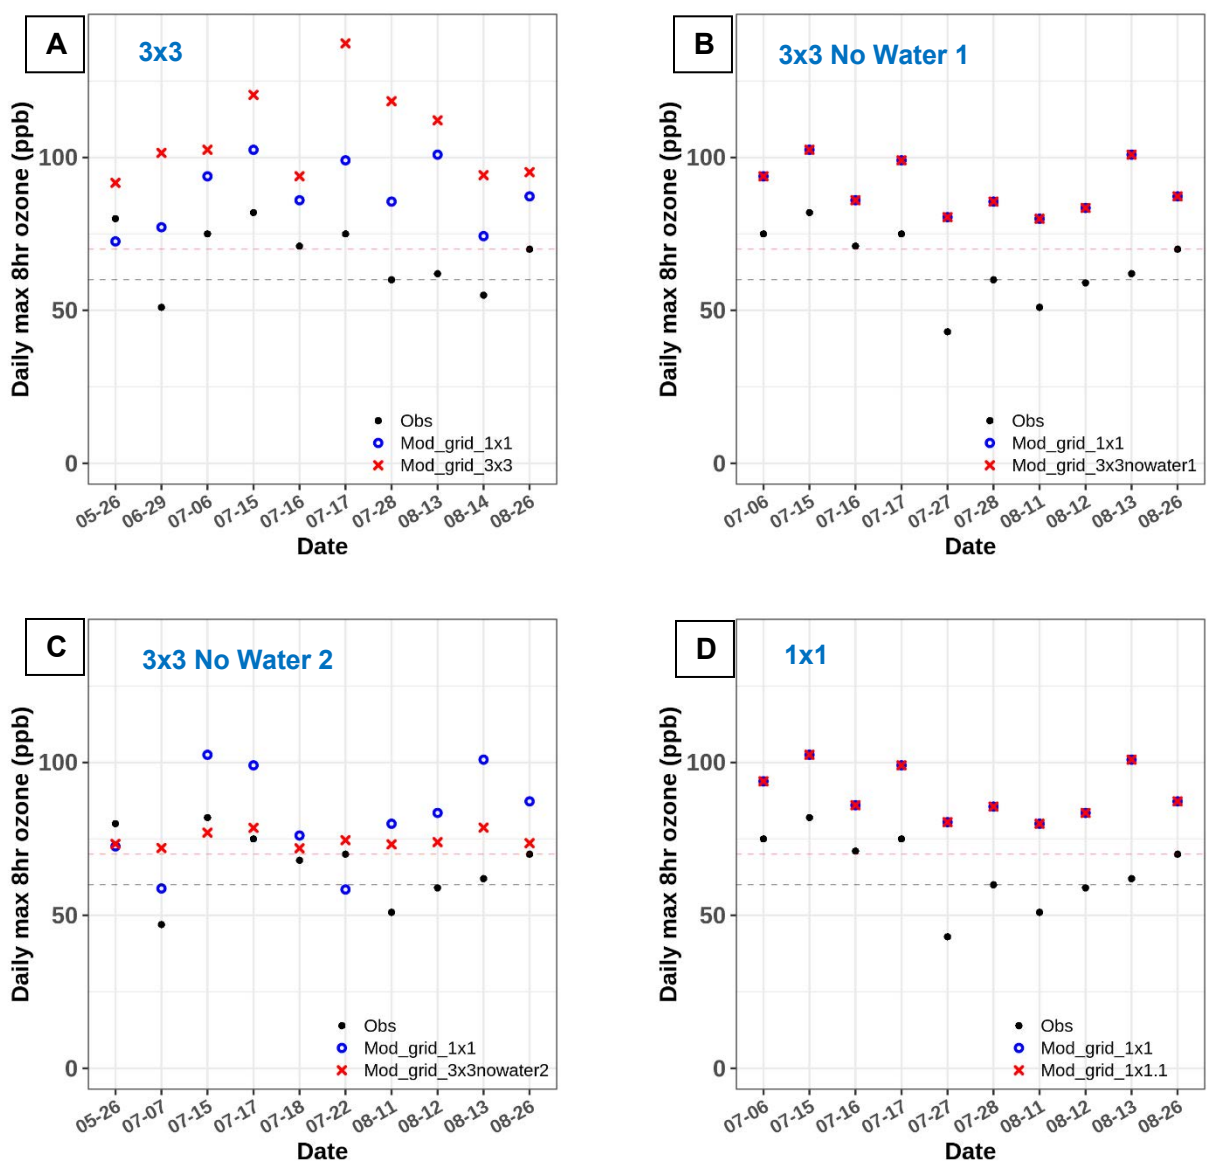 A
3x3
Daily max 8hr ozone (ppb)
100
50
0
Obs
Mod_grid_1x1
Mod_grid_3x3
05-26 06-29 07-06 07-15 07-16 07-17 07-28 08-13 08-14 08-26
Date
B
3x3 No Water 1
Daily max 8hr ozone (ppb)
100
50
0
Obs
Mod_grid_1x1
Mod_grid_3x3nowater1
07-06 07-15 07-16 07-17 07-27 07-28 08-11 08-12 08-13 08-26
Date
C
3x3 No Water 2
Daily max 8hr ozone (ppb)
100
50
0
Obs
Mod_grid_1x1
Mod_grid_3x3nowater2
05-26 07-07 07-15 07-17 07-18 07-22 08-11 08-12 08-13 08-26
Date
D
1x1
Daily max 8hr ozone (ppb)
100
50
0
Obs
Mod_grid_1x1
Mod_grid_1x1.1
07-06 07-15 07-16 07-17 07-27 07-28 08-11 08-12 08-13 08-26
Date